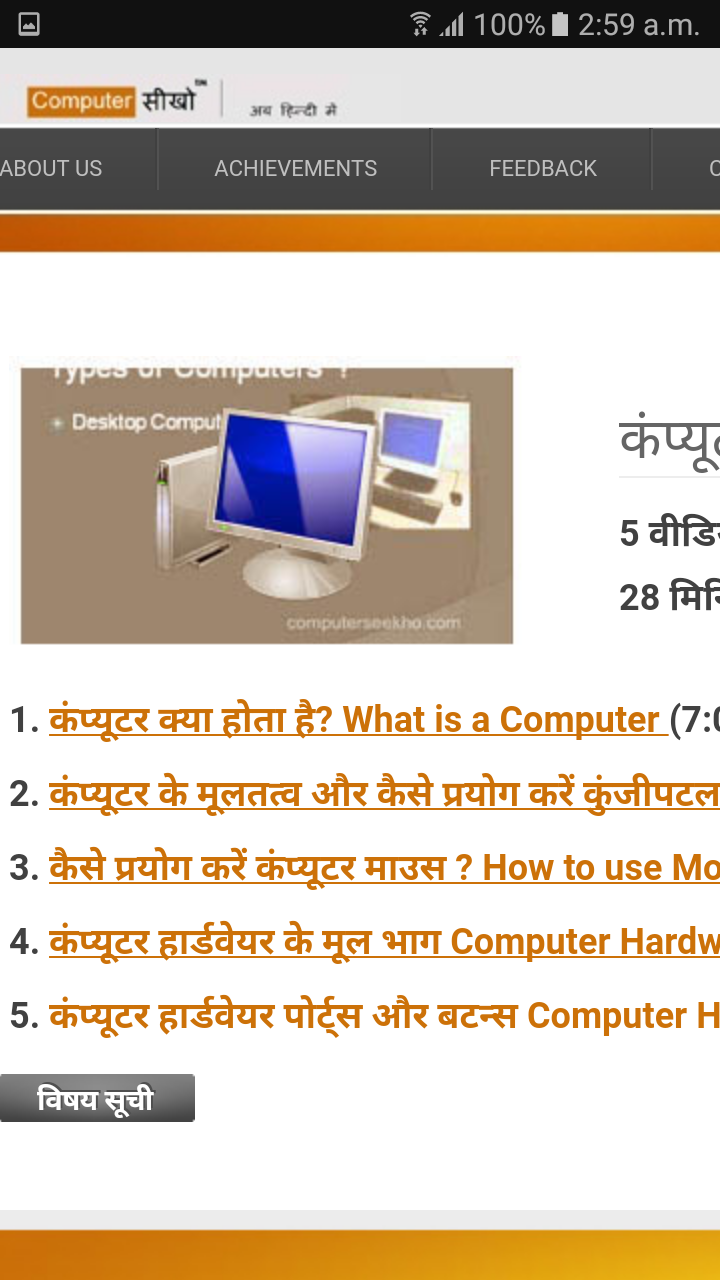 100% 2:59 a.m.
Computer सीखो™
अब हिन्दी मे
ABOUT US ACHIEVEMENTS FEEDBACK
Types of Computers ?
Desktop Comput
computerseekho.com
कंप्यू
5 वीडि
28 मिनि
1. कंप्यूटर क्या होता है? What is a Computer (7:0
2. कंप्यूटर के मूलतत्व और कैसे प्रयोग करें कुंजीपटल
3. कैसे प्रयोग करें कंप्यूटर माउस ? How to use Mo
4. कंप्यूटर हार्डवेयर के मूल भाग Computer Hardw
5. कंप्यूटर हार्डवेयर पोर्ट्स और बटन्स Computer H
विषय सूची